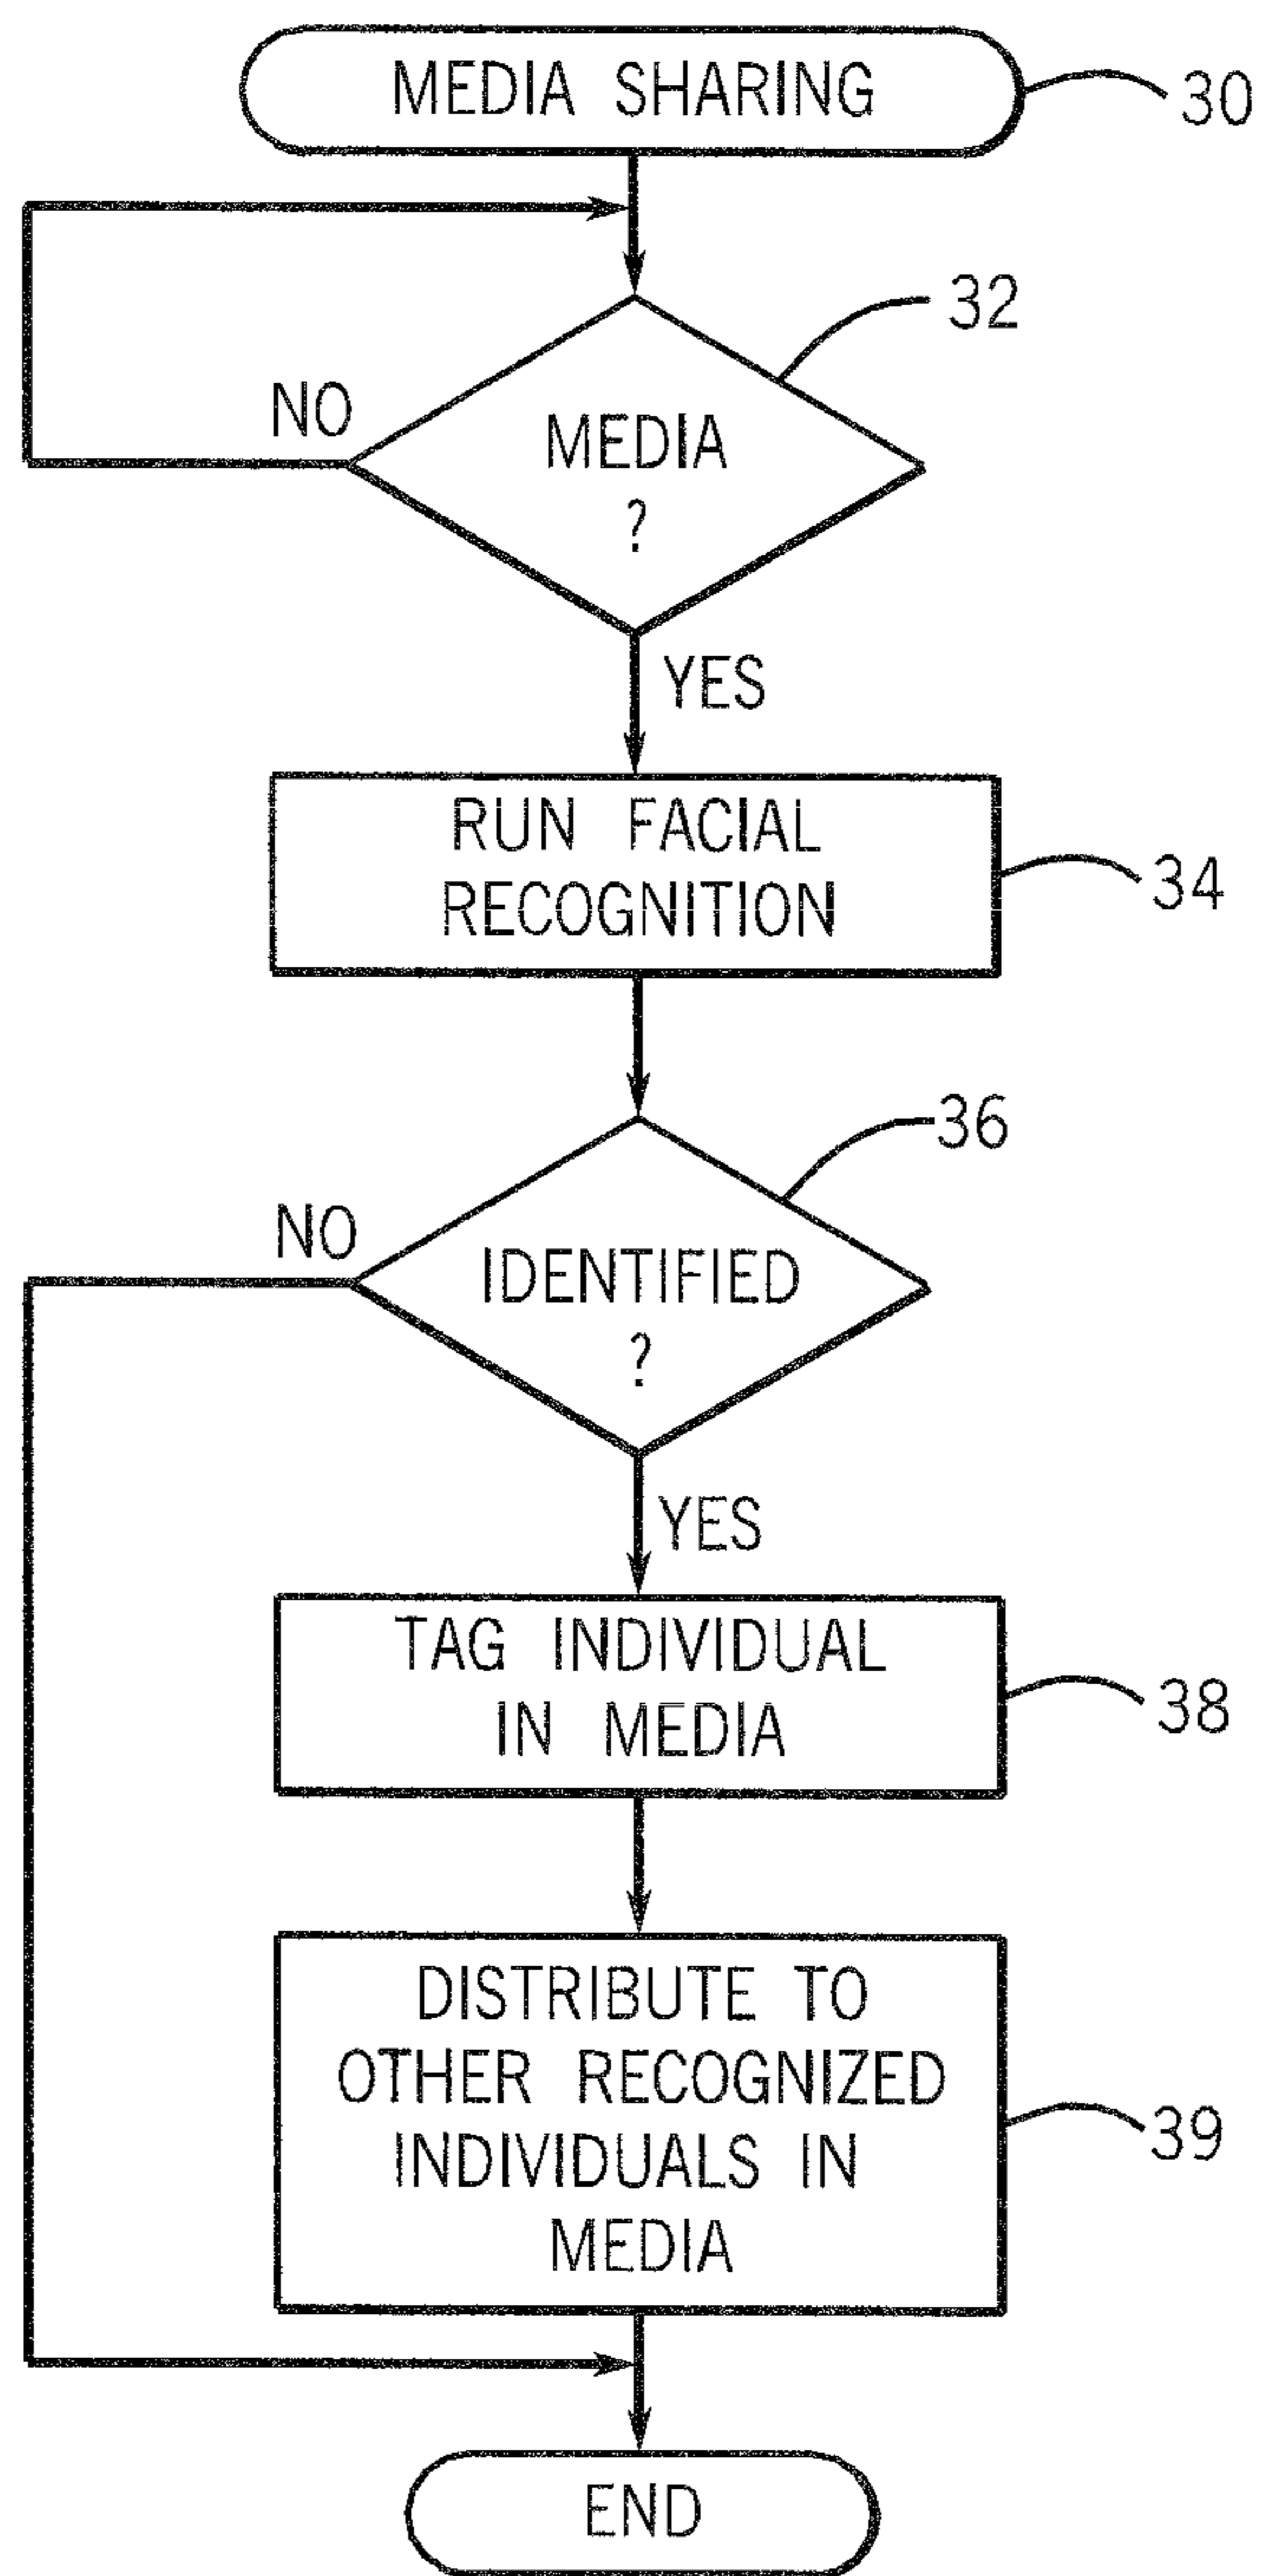 MEDIA SHARING
30
32
NO
MEDIA
?
YES
RUN FACIAL
RECOGNITION
34
36
NO
IDENTIFIED
?
YES
TAG INDIVIDUAL
IN MEDIA
38
DISTRIBUTE TO
OTHER RECOGNIZED
INDIVIDUALS IN
MEDIA
39
END